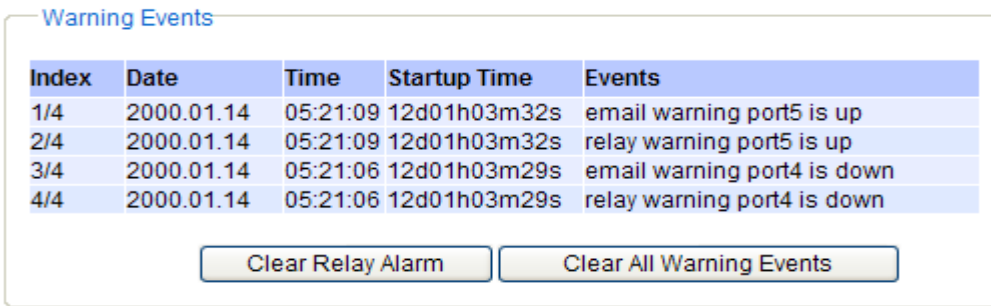 Warning Events
Index Date Time Startup Time Events
1/4 2000.01.14 05:21:09 12d01h03m32s email warning port5 is up
2/4 2000.01.14 05:21:09 12d01h03m32s relay warning port5 is up
3/4 2000.01.14 05:21:06 12d01h03m29s email warning port4 is down
4/4 2000.01.14 05:21:06 12d01h03m29s relay warning port4 is down
Clear Relay Alarm Clear All Warning Events